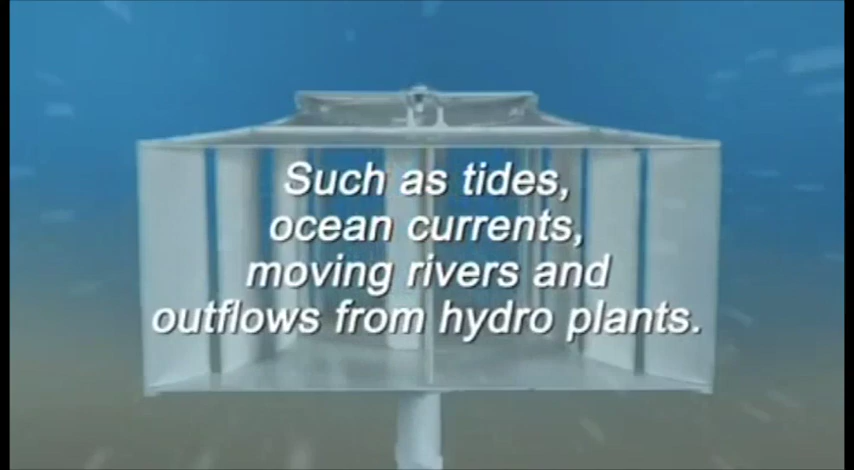 Such as tides,
ocean currents,
moving rivers and
outflows from hydro plants.